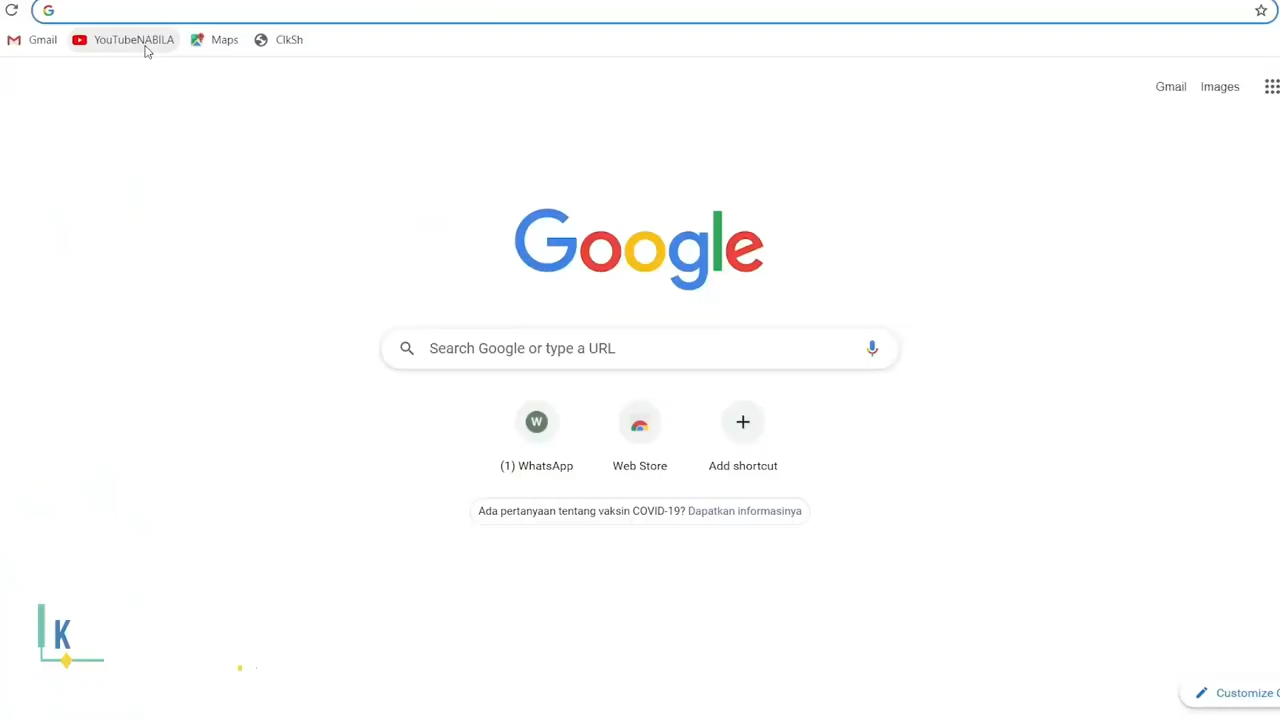 Gmail YouTubeNABILA Maps ClkSh
Gmail Images
Google
Search Google or type a URL
W
(1) WhatsApp Web Store Add shortcut
Ada pertanyaan tentang vaksin COVID-19? Dapatkan informasinya
K
Customize C